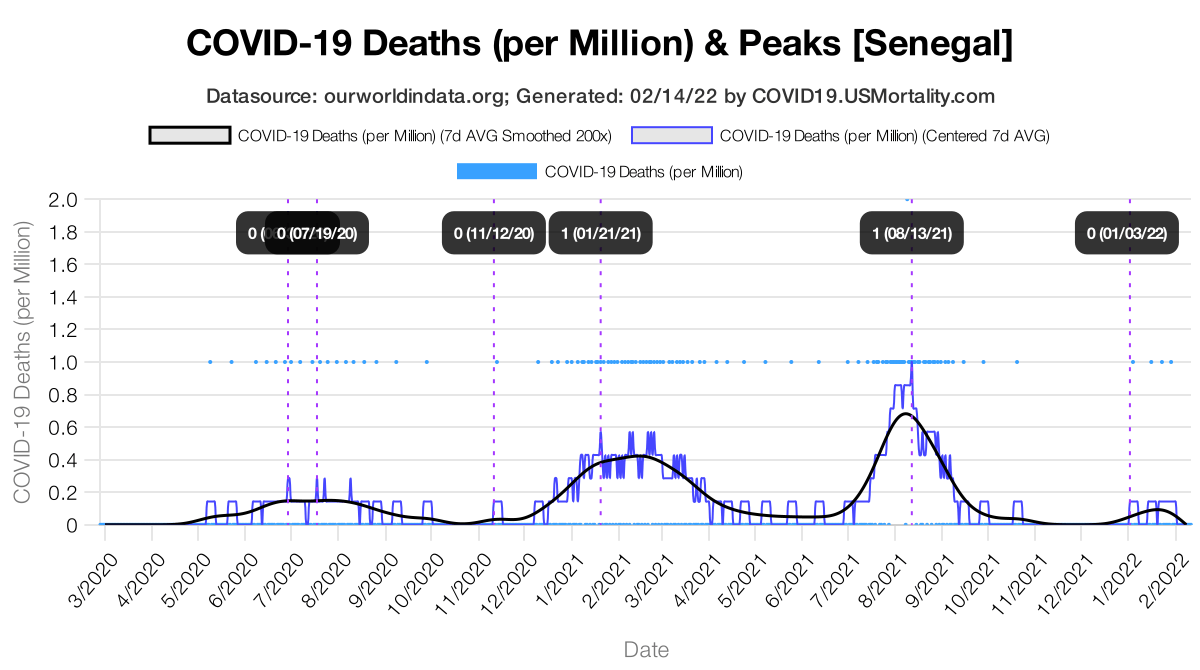 COVID-19 Deaths (per Million) & Peaks [Senegal]
Datasource: ourworldindata.org; Generated: 02/14/22 by COVID19.USMortality.com
COVID-19 Deaths (per Million) (7d AVG Smoothed 200x) COVID-19 Deaths (per Million) (Centered 7d AVG)
COVID-19 Deaths (per Million)
COVID-19 Deaths (per Million)
2.0
1.8
1.6
1.4
1.2
1.0
0.8
0.6
0.4
0.2
0
0 (07/19/20) 0 (11/12/20) 1 (01/21/21) 1 (08/13/21) 0 (01/03/22)
3/2020 4/2020 5/2020 6/2020 7/2020 8/2020 9/2020 10/2020 11/2020 12/2020 1/2021 2/2021 3/2021 4/2021 5/2021 6/2021 7/2021 8/2021 9/2021 10/2021 11/2021 12/2021 1/2022 2/2022
Date